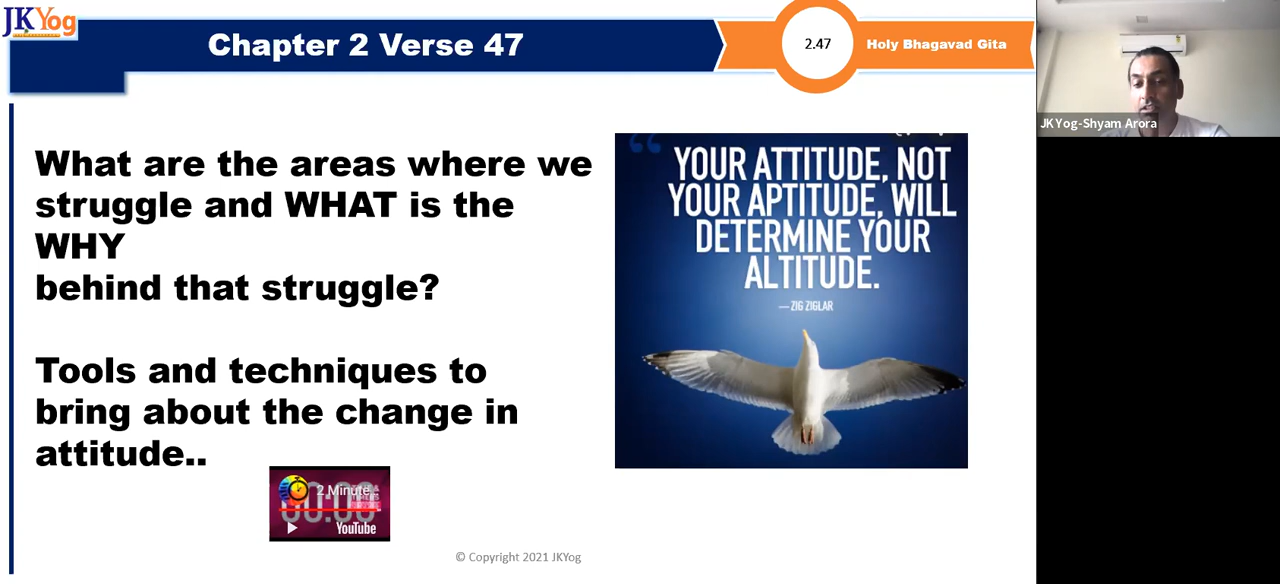 JKYog
Chapter 2 Verse 47
2.47
Holy Bhagavad Gita
JKYog-Shyam Arora
What are the areas where we
struggle and WHAT is the
WHY
behind that struggle?
Tools and techniques to
bring about the change in
attitude..
YOUR ATTITUDE, NOT
YOUR APTITUDE, WILL
DETERMINE YOUR
ALTITUDE.
—ZIG ZIGLAR
2 Minute...
00:00
YouTube
© Copyright 2021 JKYog